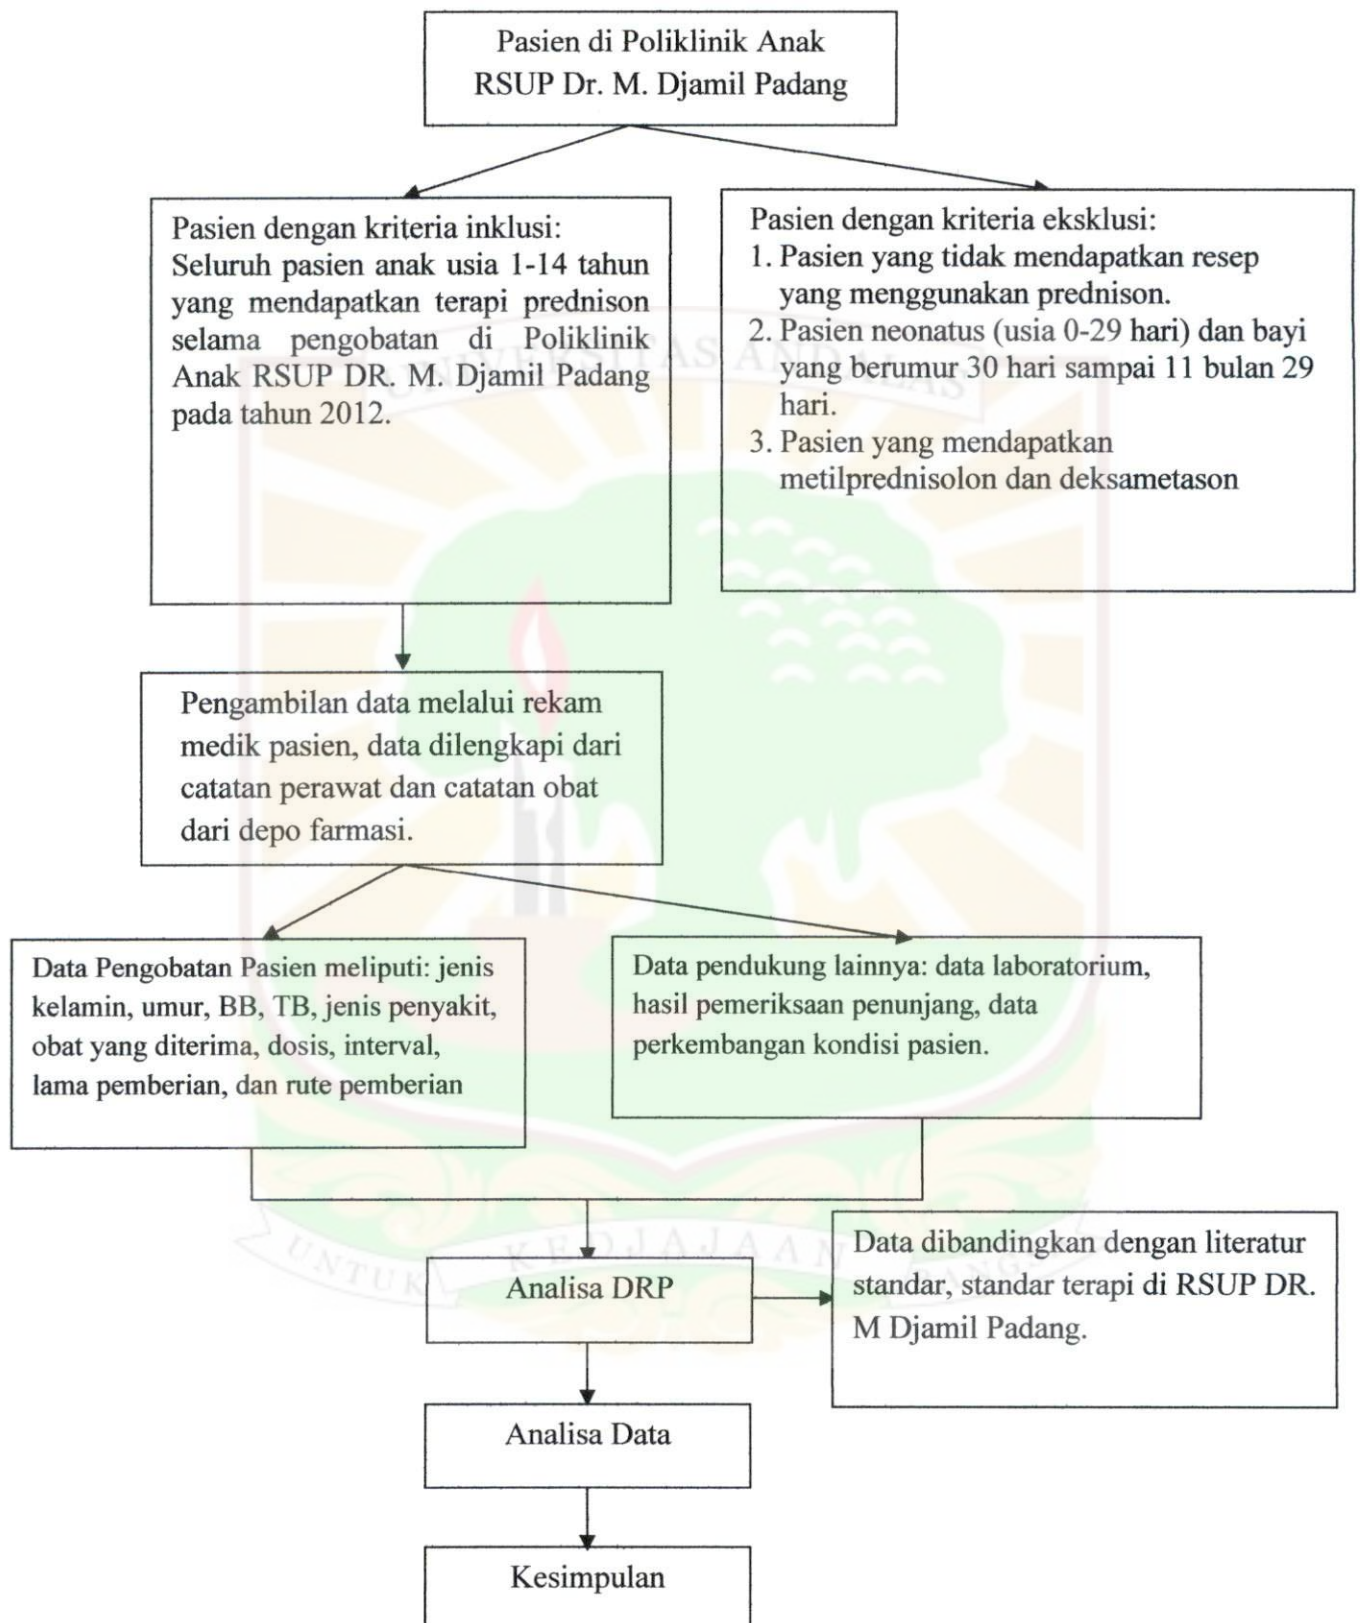 Pasien di Poliklinik Anak
RSUP Dr. M. Djamil Padang
Pasien dengan kriteria inklusi:
Seluruh pasien anak usia 1-14 tahun
yang mendapatkan terapi prednison
selama pengobatan di Poliklinik
Anak RSUP DR. M. Djamil Padang
pada tahun 2012.
Pasien dengan kriteria eksklusi:
1. Pasien yang tidak mendapatkan resep
yang menggunakan prednison.
2. Pasien neonatus (usia 0-29 hari) dan bayi
yang berumur 30 hari sampai 11 bulan 29
hari.
3. Pasien yang mendapatkan
metilprednisolon dan deksametason
UNIVERSITAS ANDALAS
Pengambilan data melalui rekam
medik pasien, data dilengkapi dari
catatan perawat dan catatan obat
dari depo farmasi.
Data Pengobatan Pasien meliputi: jenis
kelamin, umur, BB, TB, jenis penyakit,
obat yang diterima, dosis, interval,
lama pemberian, dan rute pemberian
Data pendukung lainnya: data laboratorium,
hasil pemeriksaan penunjang, data
perkembangan kondisi pasien.
UNTUK KEDJAJAAN BANGSA
Analisa DRP
Data dibandingkan dengan literatur
standar, standar terapi di RSUP DR.
M Djamil Padang.
Analisa Data
Kesimpulan